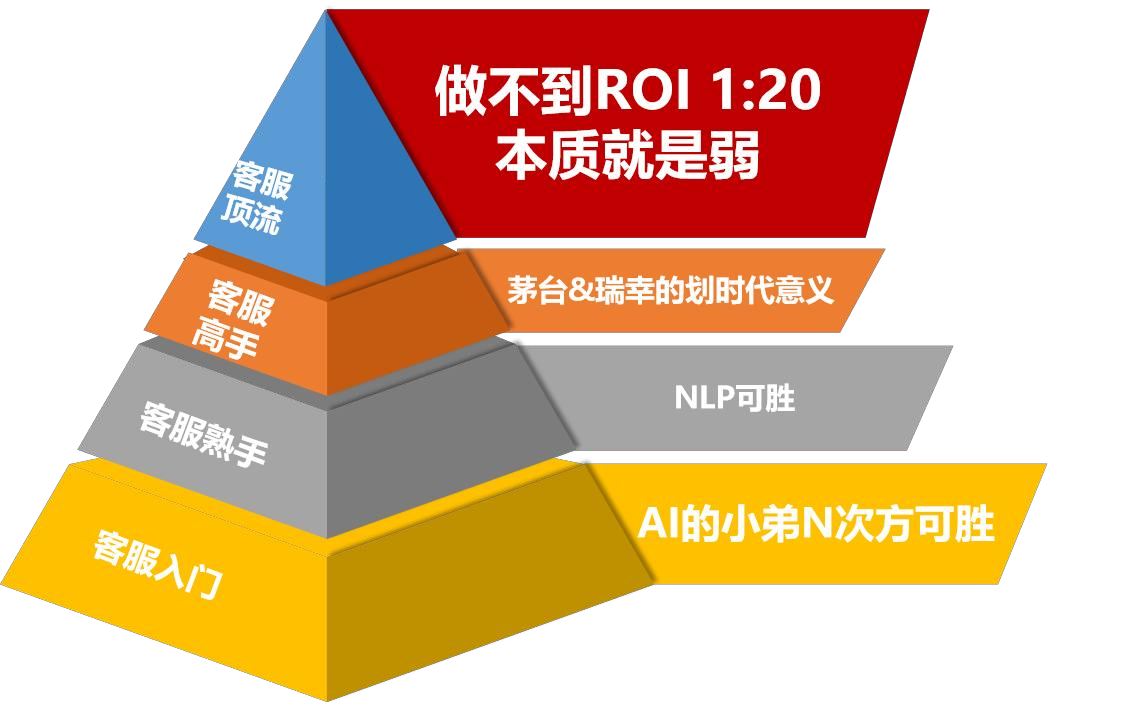 做不到ROI 1:20
本质就是弱
客服
顶流
茅台&瑞幸的划时代意义
客服
高手
NLP可胜
客服熟手
AI的小弟N次方可胜
客服入门